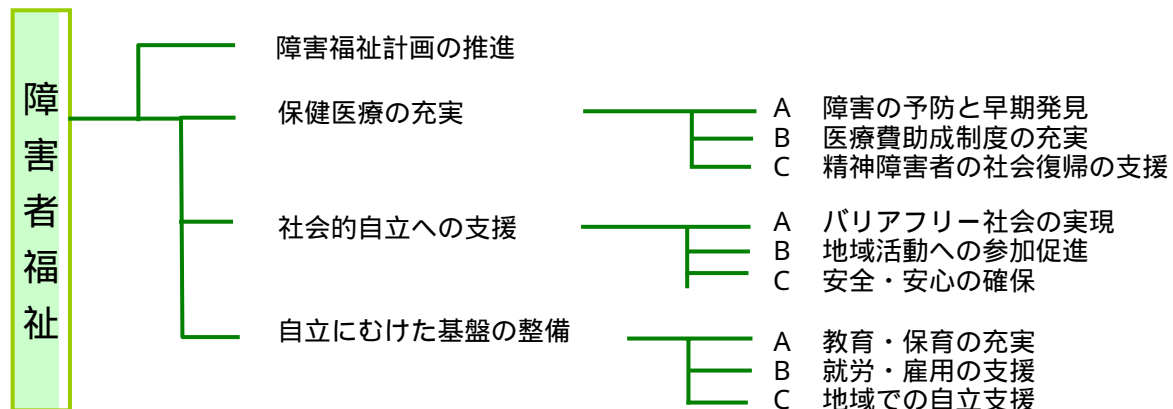 障害者福祉
障害福祉計画の推進
保健医療の充実
A 障害の予防と早期発見
B 医療費助成制度の充実
C 精神障害者の社会復帰の支援
社会的自立への支援
A バリアフリー社会の実現
B 地域活動への参加促進
C 安全・安心の確保
自立にむけた基盤の整備
A 教育・保育の充実
B 就労・雇用の支援
C 地域での自立支援